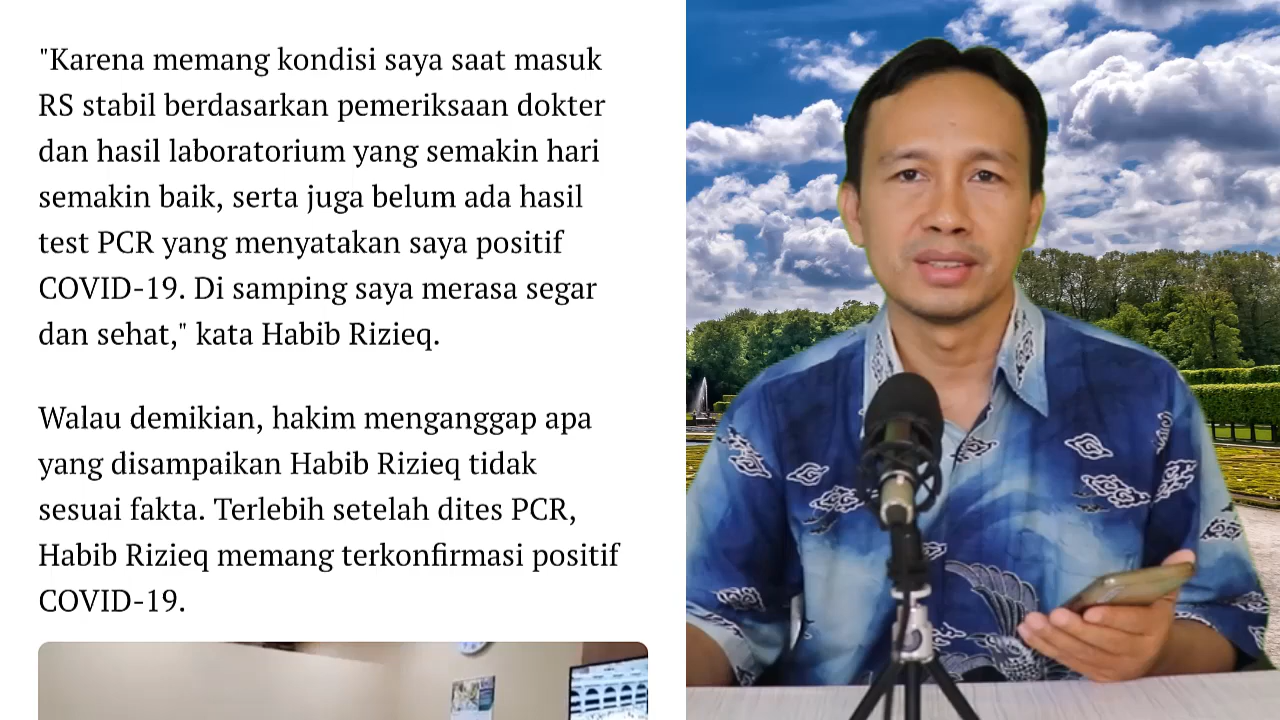 "Karena memang kondisi saya saat masuk
RS stabil berdasarkan pemeriksaan dokter
dan hasil laboratorium yang semakin hari
semakin baik, serta juga belum ada hasil
test PCR yang menyatakan saya positif
COVID-19. Di samping saya merasa segar
dan sehat," kata Habib Rizieq.
Walau demikian, hakim menganggap apa
yang disampaikan Habib Rizieq tidak
sesuai fakta. Terlebih setelah dites PCR,
Habib Rizieq memang terkonfirmasi positif
COVID-19.